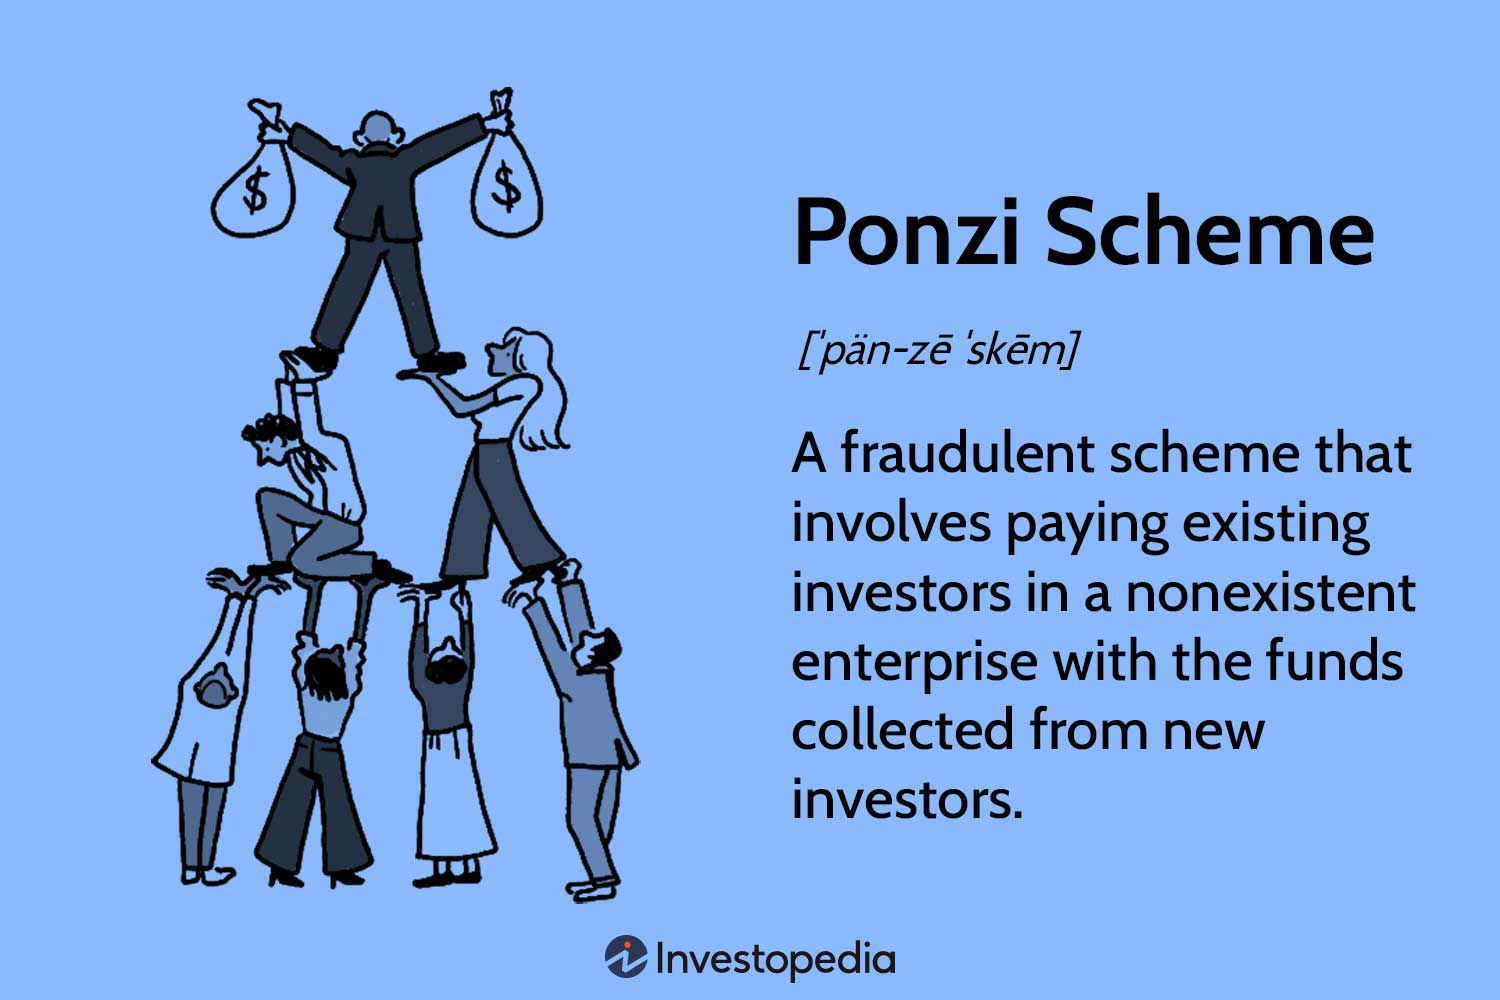 $ $
Ponzi Scheme
[ˈpän-zē ˈskēm]
A fraudulent scheme that
involves paying existing
investors in a nonexistent
enterprise with the funds
collected from new
investors.
Investopedia